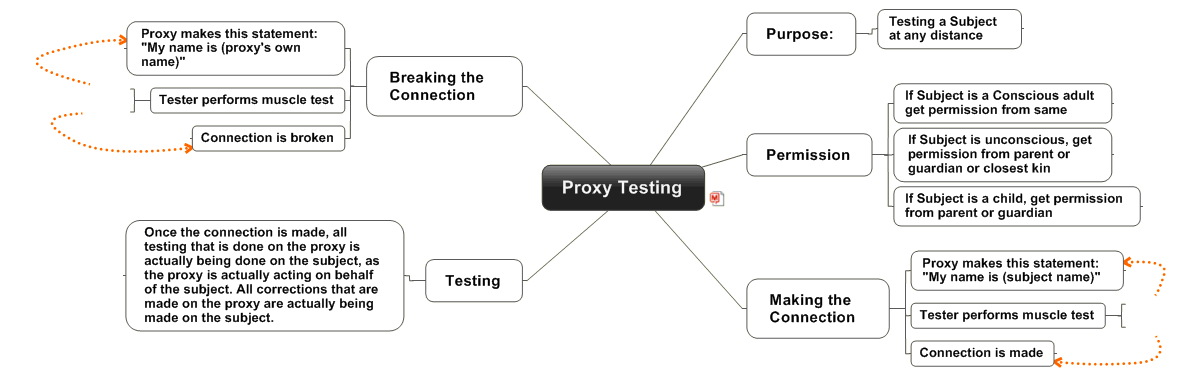 Proxy Testing
Purpose:
Testing a Subject
at any distance
Permission
If Subject is a Conscious adult
get permission from same
If Subject is unconscious, get
permission from parent or
guardian or closest kin
If Subject is a child, get permission
from parent or guardian
Making the
Connection
Proxy makes this statement:
"My name is (subject name)"
Tester performs muscle test
Connection is made
Testing
Once the connection is made, all
testing that is done on the proxy is
actually being done on the subject, as
the proxy is actually acting on behalf
of the subject. All corrections that are
made on the proxy are actually being
made on the subject.
Breaking the
Connection
Proxy makes this statement:
"My name is (proxy's own
name)"
Tester performs muscle test
Connection is broken